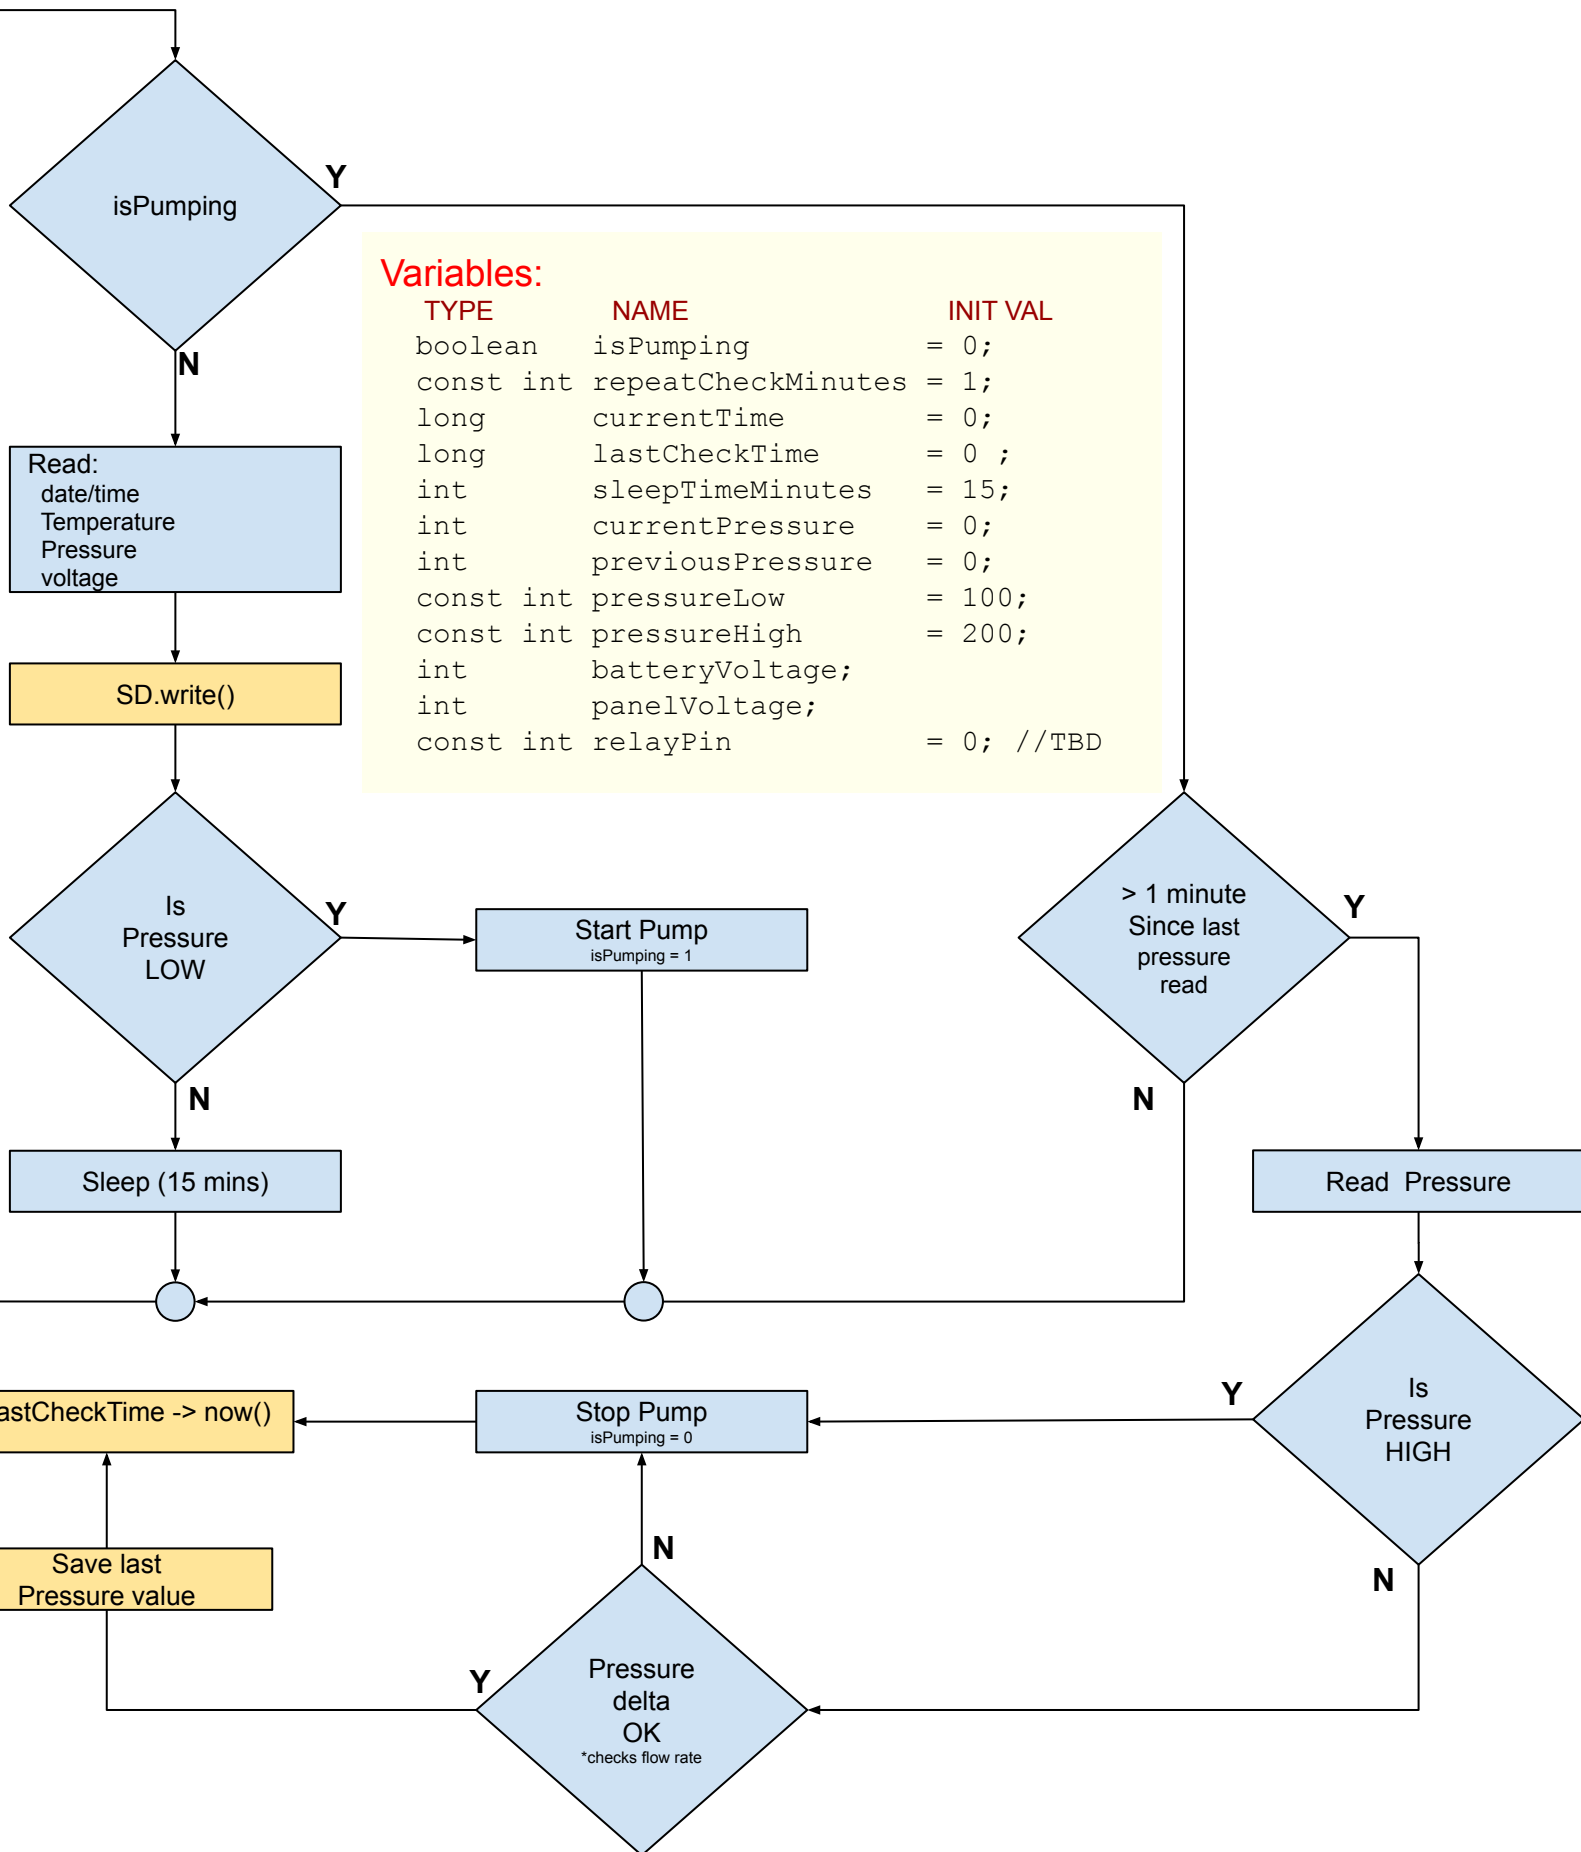 isPumping
Y
N
Variables:
TYPE NAME INIT VAL
boolean isPumping = 0;
const int repeatCheckMinutes = 1;
long currentTime = 0;
long lastCheckTime = 0 ;
int sleepTimeMinutes = 15;
int currentPressure = 0;
int previousPressure = 0;
const int pressureLow = 100;
const int pressureHigh = 200;
int batteryVoltage;
int panelVoltage;
const int relayPin = 0; //TBD
Read:
date/time
Temperature
Pressure
voltage
SD.write()
Is
Pressure
LOW
Y
N
Start Pump
isPumping = 1
> 1 minute
Since last
pressure
read
Y
N
Sleep (15 mins)
Read Pressure
Is
Pressure
HIGH
Y
N
Stop Pump
isPumping = 0
astCheckTime -> now()
Save last
Pressure value
Pressure
delta
OK
*checks flow rate
N
Y